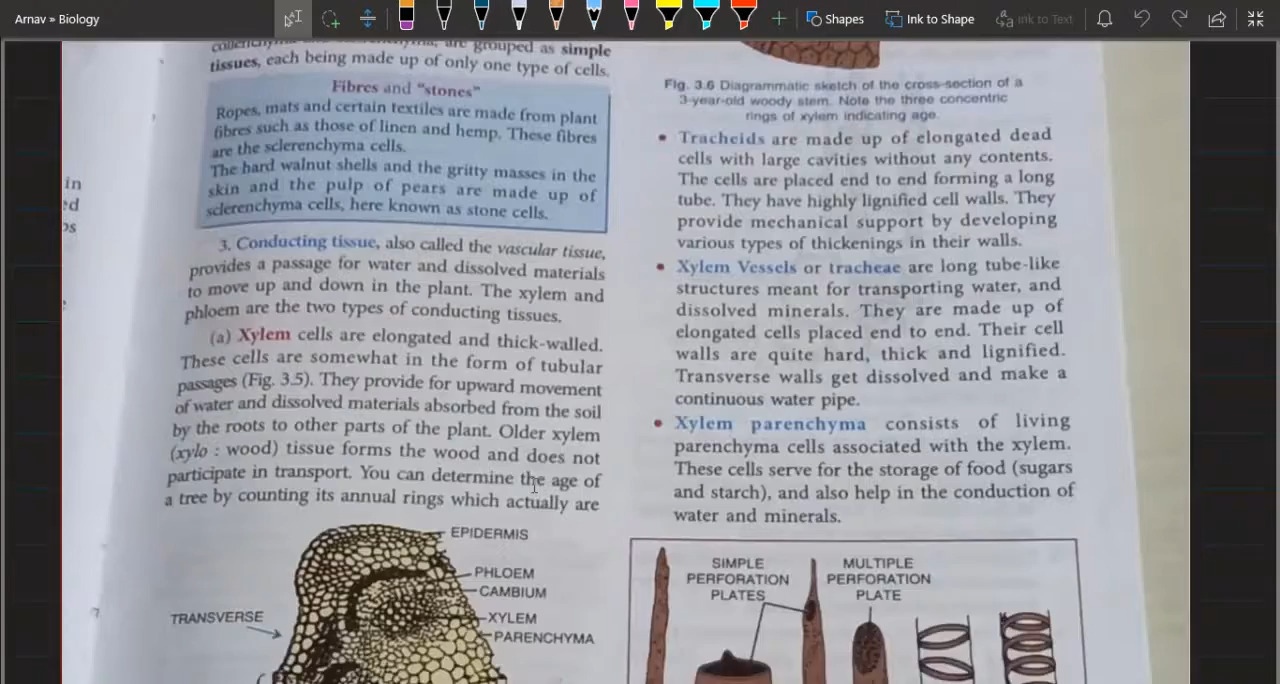 Arnav » Biology
Shapes
Ink to Shape
Ink to Text
collenchyma
are grouped as simple
tissues, each being made up of only one type of cells.
Fibres and "stones"
Ropes, mats and certain textiles are made from plant
fibres such as those of linen and hemp. These fibres
are the sclerenchyma cells.
The hard walnut shells and the gritty masses in the
skin and the pulp of pears are made up of
sclerenchyma cells, here known as stone cells.
in
3. Conducting tissue, also called the vascular tissue,
provides a passage for water and dissolved materials
to move up and down in the plant. The xylem and
phloem are the two types of conducting tissues.
(a) Xylem cells are elongated and thick-walled.
These cells are somewhat in the form of tubular
passages (Fig. 3.5). They provide for upward movement
of water and dissolved materials absorbed from the soil
by the roots to other parts of the plant. Older xylem
(xylo : wood) tissue forms the wood and does not
participate in transport. You can determine the age of
a tree by counting its annual rings which actually are
EPIDERMIS
PHLOEM
CAMBIUM
TRANSVERSE
XYLEM
PARENCHYMA
Fig. 3.6 Diagrammatic sketch of the cross-section of a
3-year-old woody stem. Note the three concentric
rings of xylem indicating age.
• Tracheids are made up of elongated dead
cells with large cavities without any contents.
The cells are placed end to end forming a long
tube. They have highly lignified cell walls. They
provide mechanical support by developing
various types of thickenings in their walls.
• Xylem Vessels or tracheae are long tube-like
structures meant for transporting water, and
dissolved minerals. They are made up of
elongated cells placed end to end. Their cell
walls are quite hard, thick and lignified.
Transverse walls get dissolved and make a
continuous water pipe.
• Xylem parenchyma consists of living
parenchyma cells associated with the xylem.
These cells serve for the storage of food (sugars
and starch), and also help in the conduction of
water and minerals.
SIMPLE
PERFORATION
PLATES
MULTIPLE
PERFORATION
PLATE